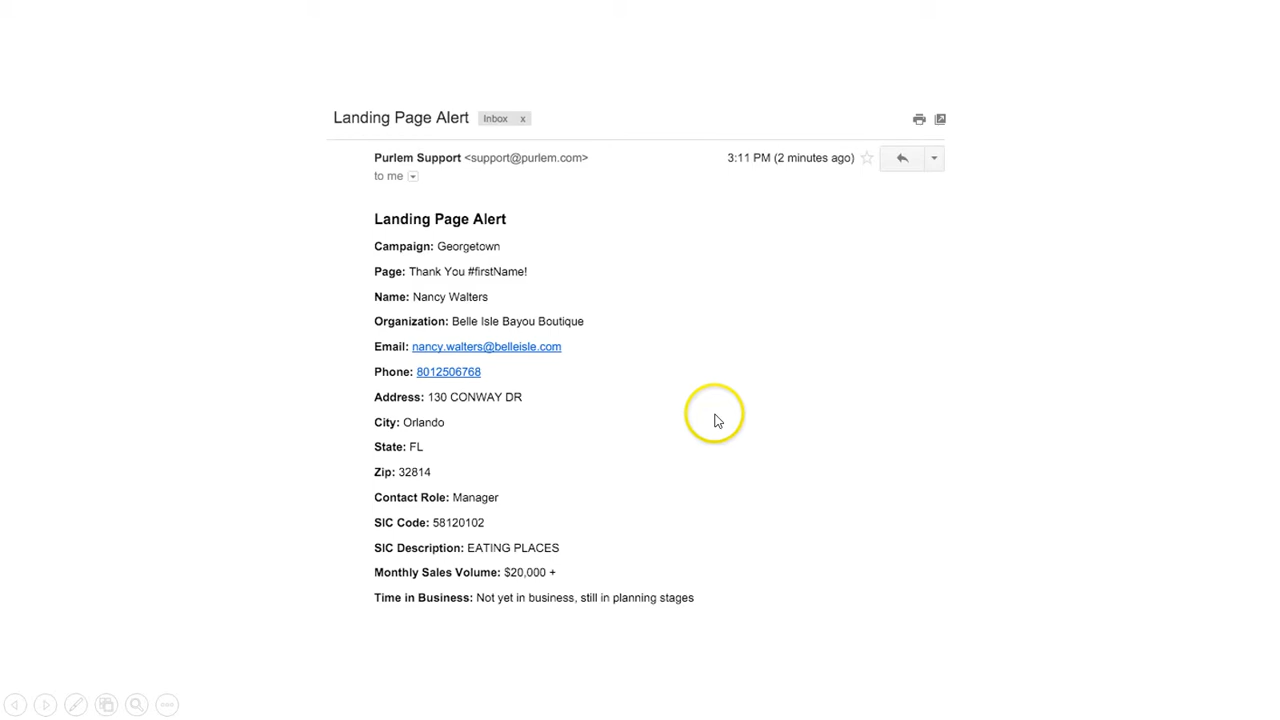 Landing Page Alert Inbox x
Purlem Support <support@purlem.com> 3:11 PM (2 minutes ago)
to me
Landing Page Alert
Campaign: Georgetown
Page: Thank You #firstName!
Name: Nancy Walters
Organization: Belle Isle Bayou Boutique
Email: nancy.walters@belleisle.com
Phone: 8012506768
Address: 130 CONWAY DR
City: Orlando
State: FL
Zip: 32814
Contact Role: Manager
SIC Code: 58120102
SIC Description: EATING PLACES
Monthly Sales Volume: $20,000 +
Time in Business: Not yet in business, still in planning stages